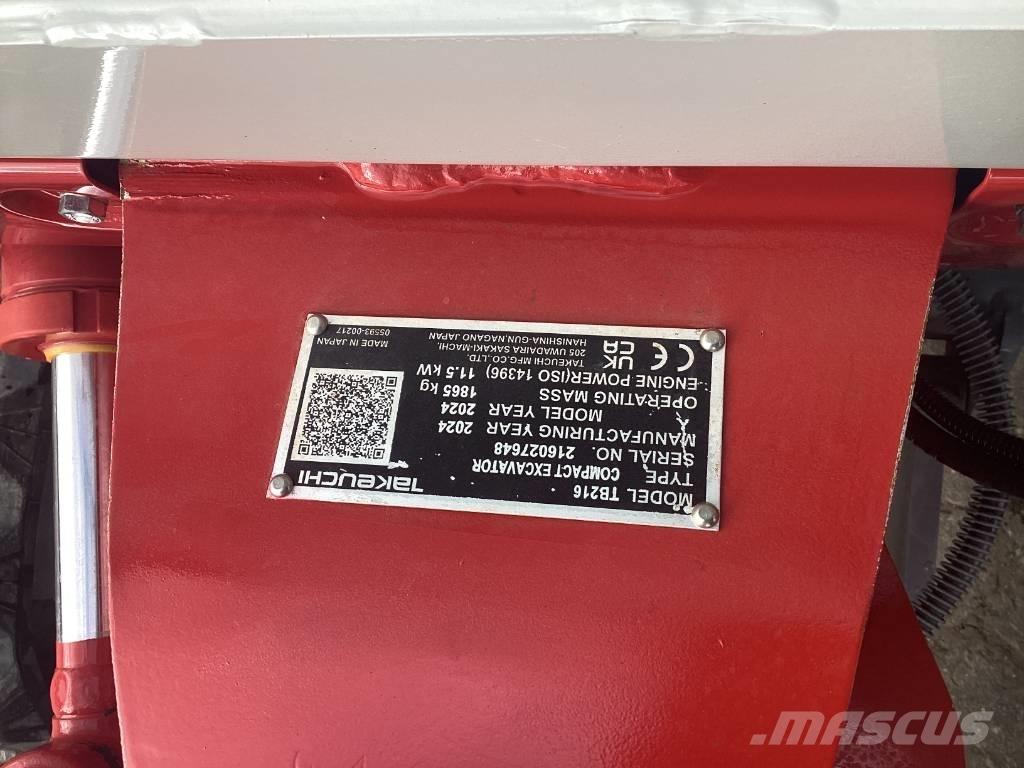 MODEL TB216
TAKEUCHI
TYPE COMPACT EXCAVATOR
SERIAL NO. 216027648
MANUFACTURING YEAR 2024
MODEL YEAR 2024
OPERATING MASS 1865 kg
ENGINE POWER(ISO 14396) 11.5 kW
CE UKCA
TAKEUCHI MFG.CO.,LTD.
205 UWADAIRA SAKAKI-MACHI,
HANISHINA-GUN,NAGANO JAPAN
MADE IN JAPAN
05593-00217
MASCUS